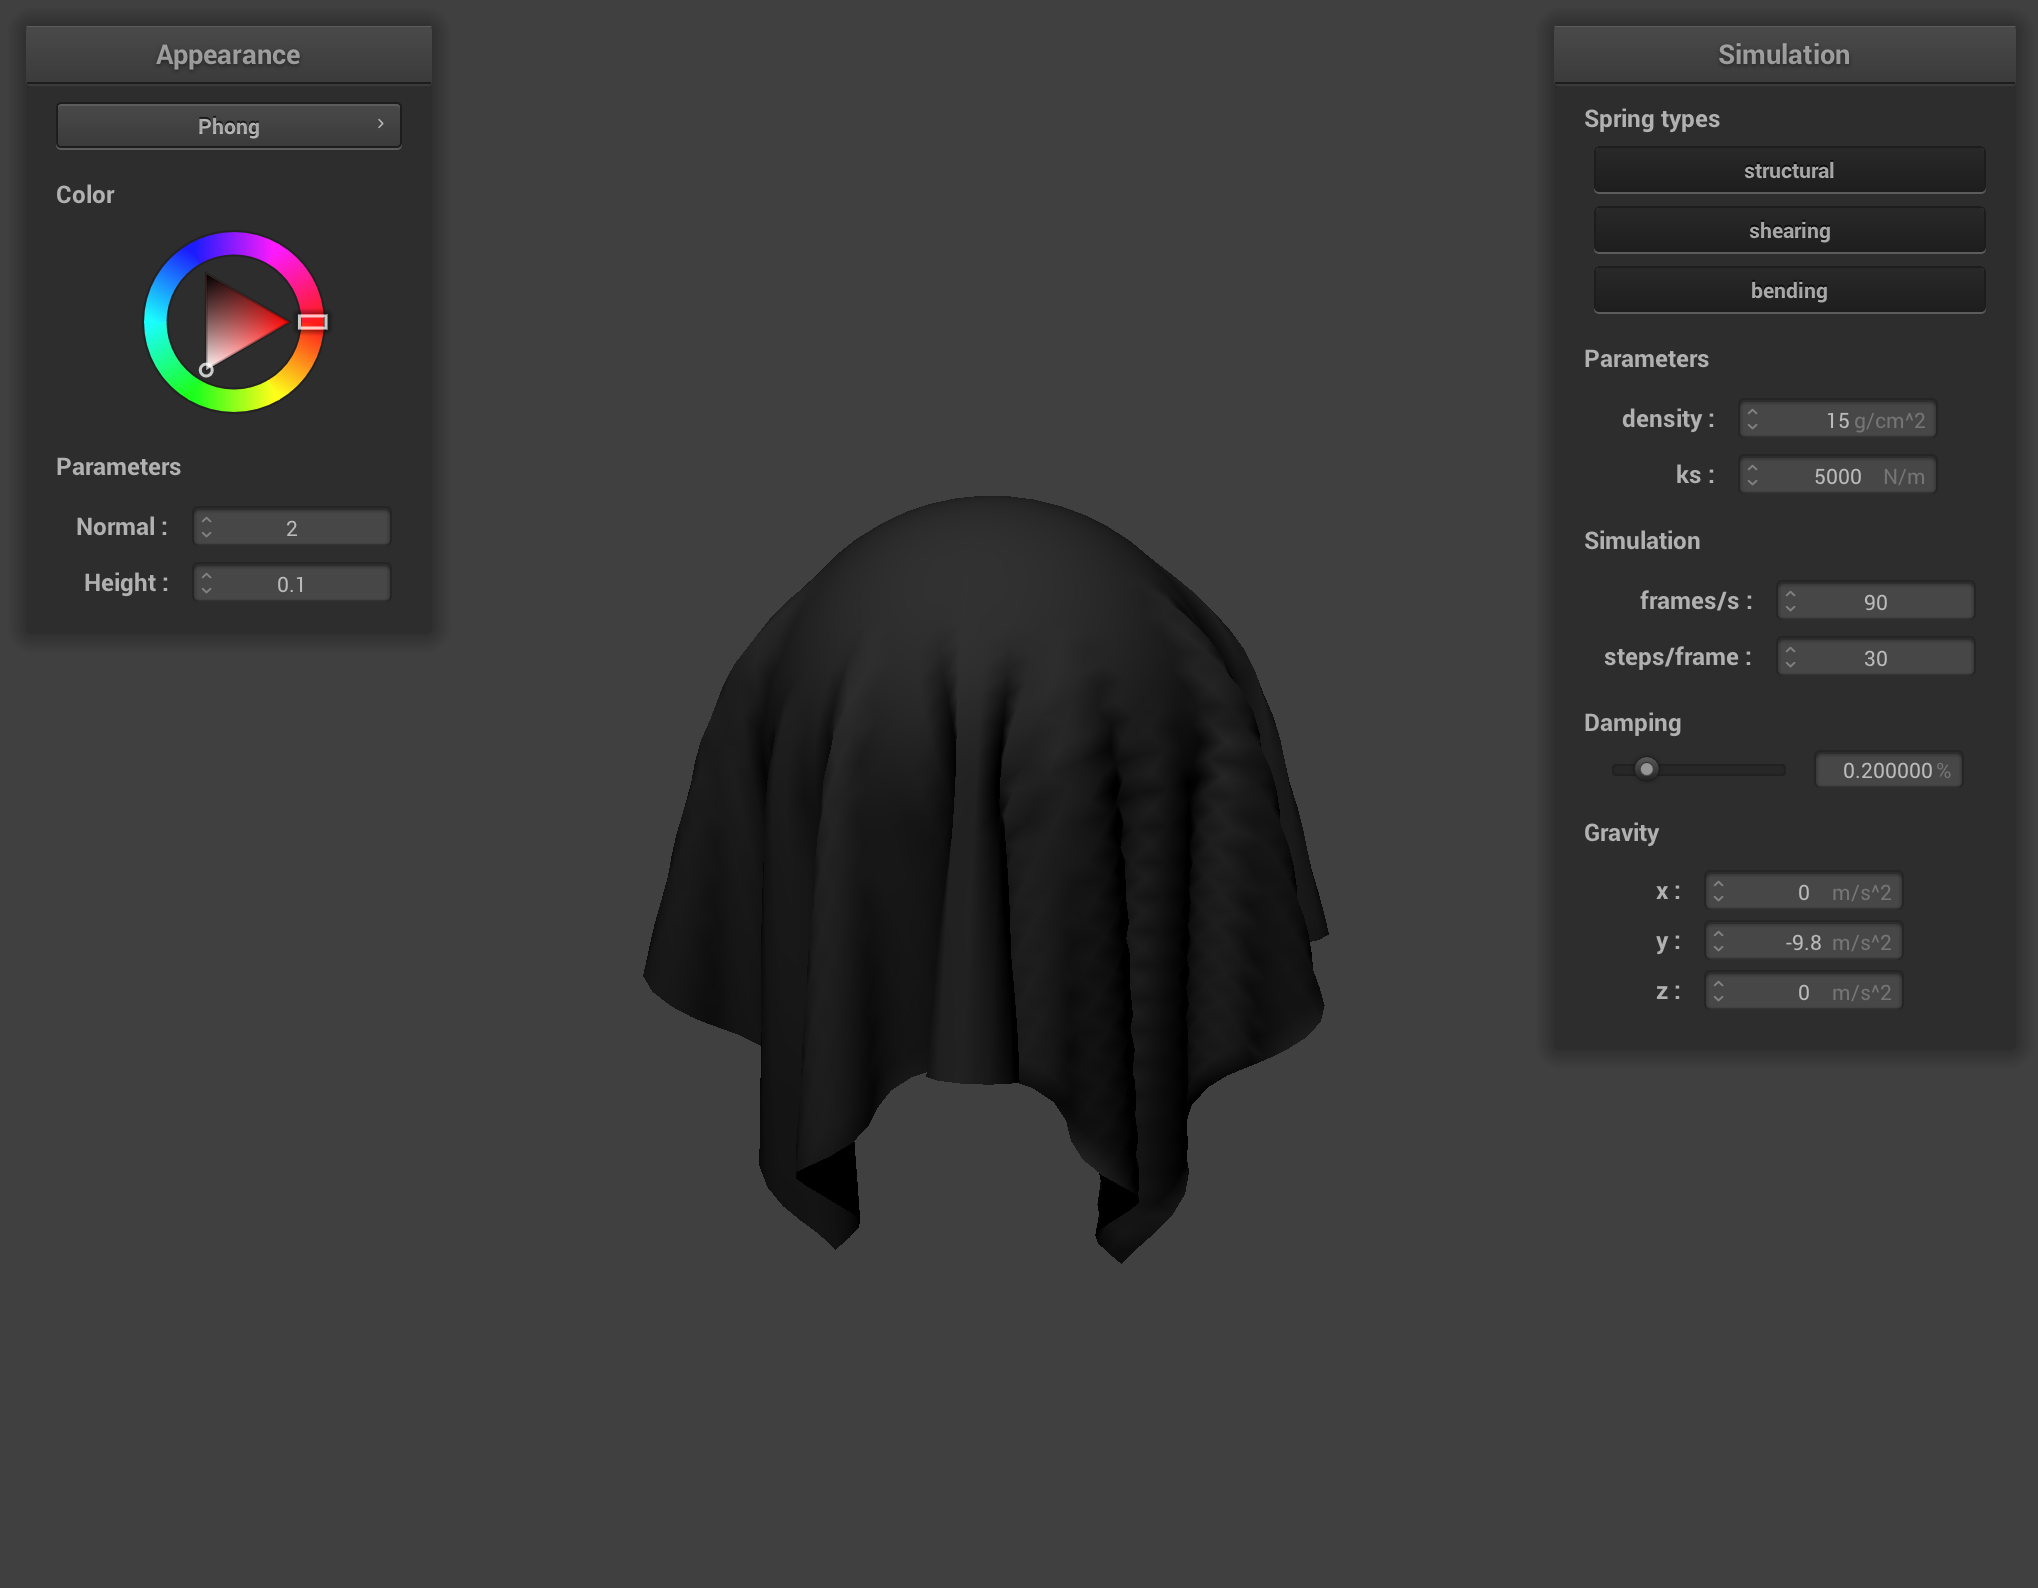 Appearance
Phong
Color
Parameters
Normal : 2
Height : 0.1
Simulation
Spring types
structural
shearing
bending
Parameters
density : 15 g/cm^2
ks : 5000 N/m
Simulation
frames/s : 90
steps/frame : 30
Damping
0.200000 %
Gravity
x : 0 m/s^2
y : -9.8 m/s^2
z : 0 m/s^2